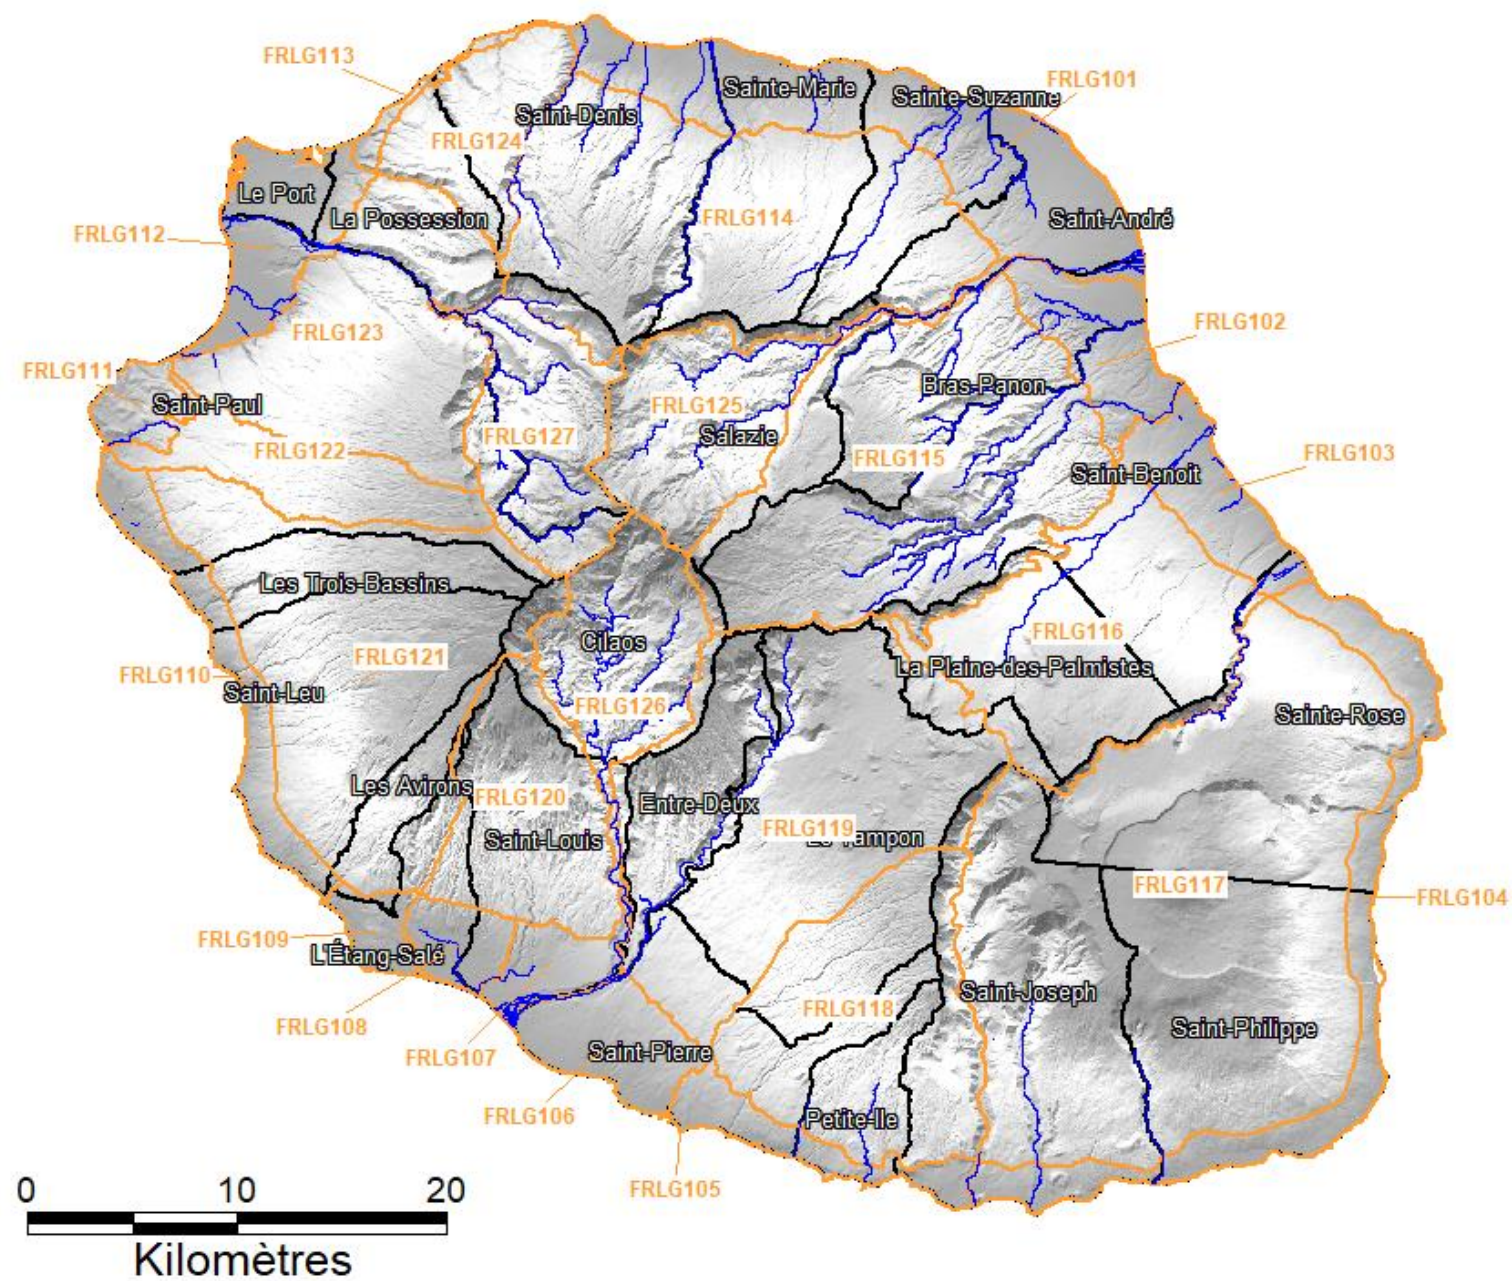 FRLG113
Sainte-Marie
Sainte-Suzanne
FRLG101
Saint-Denis
FRLG124
Le Port
La Possession
FRLG114
Saint-André
FRLG112
FRLG123
FRLG102
FRLG111
Saint-Paul
Bras-Panon
FRLG125
Salazie
FRLG127
FRLG122
FRLG115
Saint-Benoit
FRLG103
Les Trois-Bassins
Cilaos
FRLG116
FRLG121
La Plaine-des-Palmistes
FRLG110
Saint-Leu
FRLG126
Sainte-Rose
Les Avirons
FRLG120
Entre-Deux
FRLG119
Tampon
Saint-Louis
FRLG117
FRLG104
FRLG109
L'Étang-Salé
Saint-Joseph
FRLG118
FRLG108
Saint-Philippe
FRLG107
Saint-Pierre
FRLG106
Petite-Ile
FRLG105
0 10 20
Kilomètres